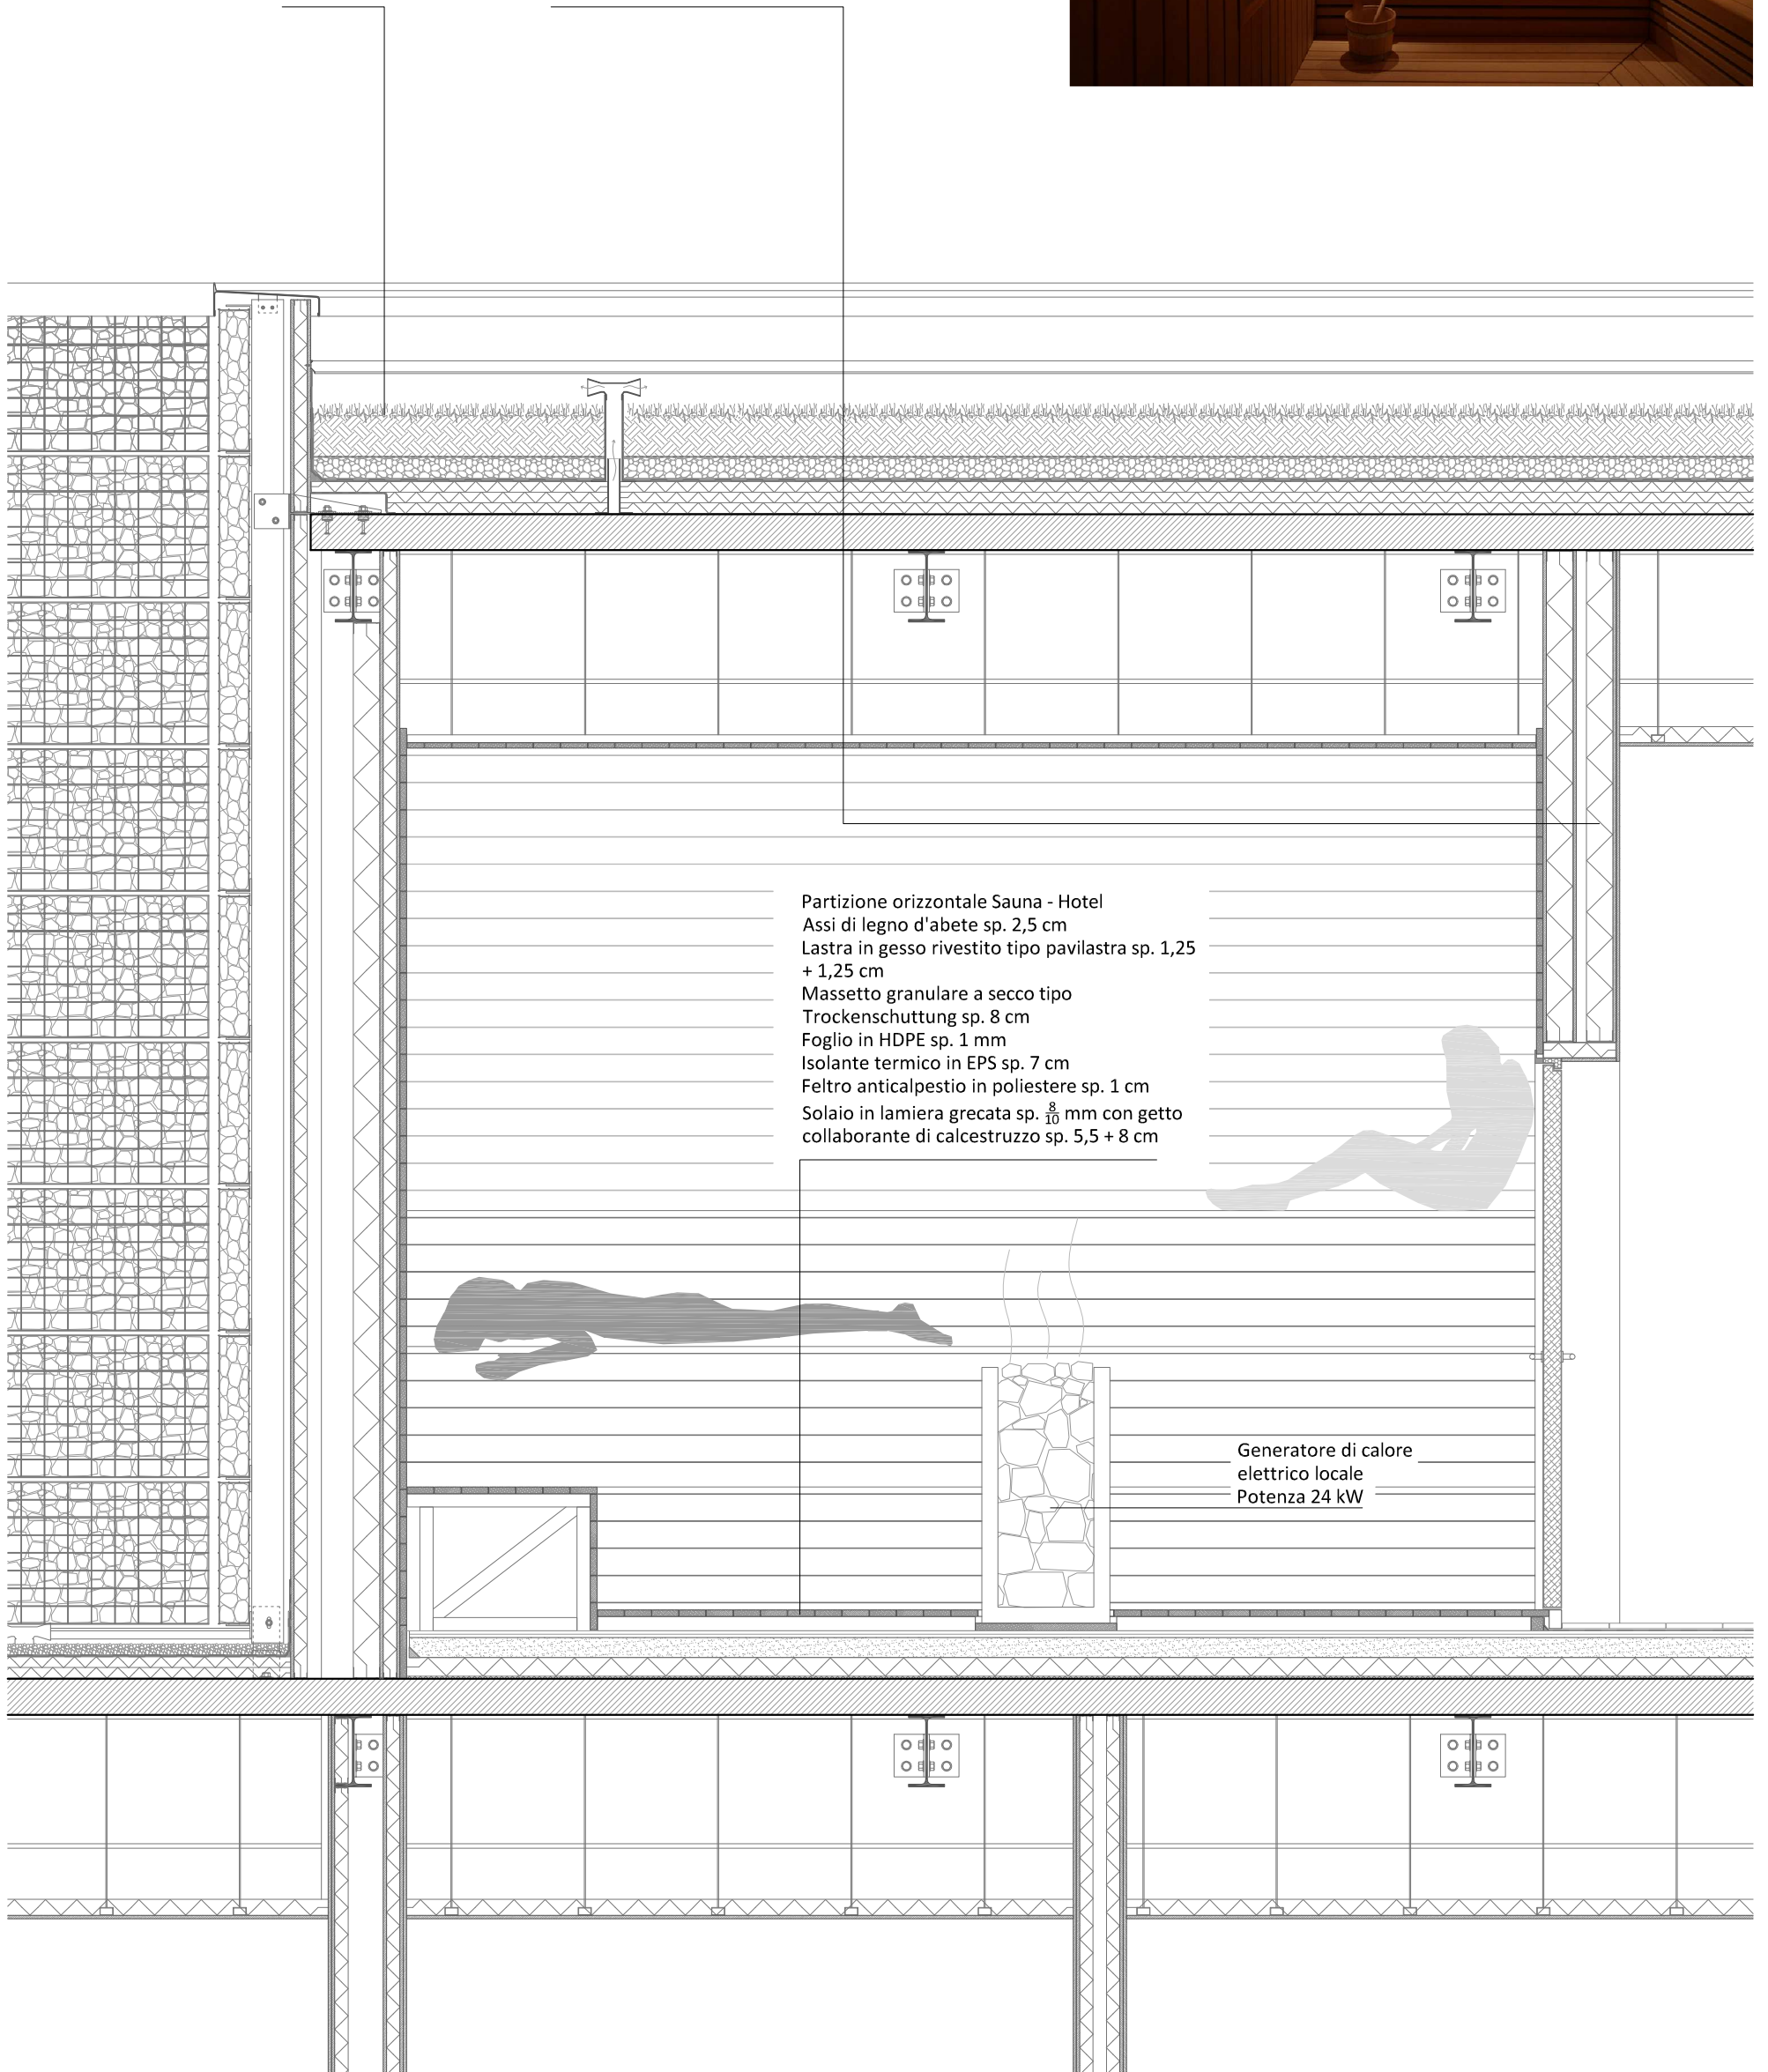 Partizione orizzontale Sauna - Hotel
Assi di legno d'abete sp. 2,5 cm
Lastra in gesso rivestito tipo pavilastra sp. 1,25
+ 1,25 cm
Massetto granulare a secco tipo
Trockenschuttung sp. 8 cm
Foglio in HDPE sp. 1 mm
Isolante termico in EPS sp. 7 cm
Feltro anticalpestio in poliestere sp. 1 cm
Solaio in lamiera grecata sp. 8/10 mm con getto
collaborante di calcestruzzo sp. 5,5 + 8 cm
Generatore di calore
elettrico locale
Potenza 24 kW